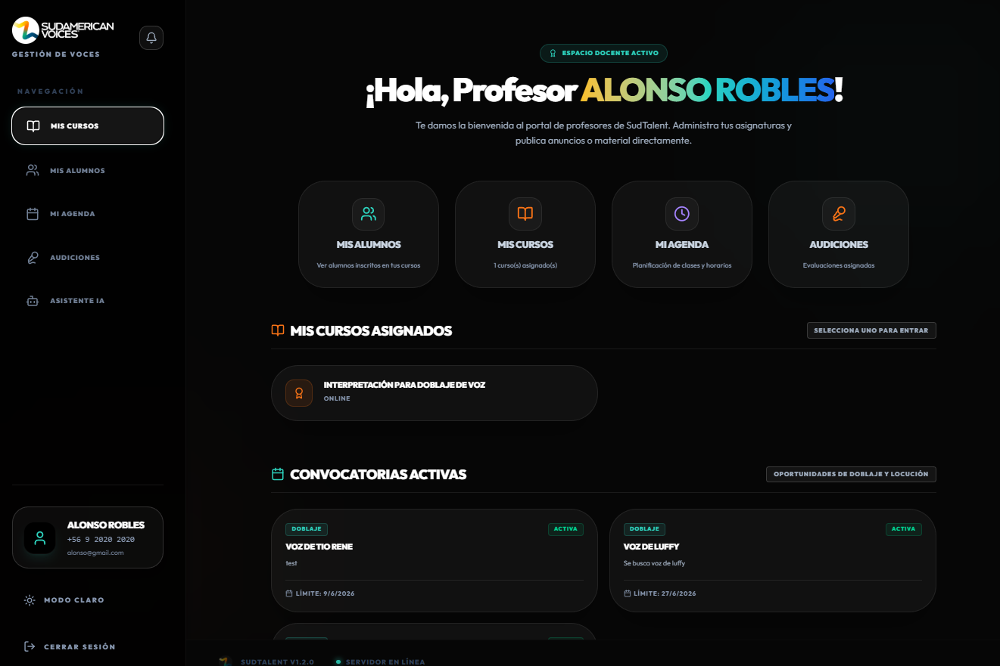 SUDAMERICAN
VOICES
GESTIÓN DE VOCES
NAVEGACIÓN
MIS CURSOS
MIS ALUMNOS
MI AGENDA
AUDICIONES
ASISTENTE IA
ALONSO ROBLES
+56 9 2020 2020
alonso@gmail.com
MODO CLARO
CERRAR SESIÓN
ESPACIO DOCENTE ACTIVO
¡Hola, Profesor ALONSO ROBLES!
Te damos la bienvenida al portal de profesores de SudTalent. Administra tus asignaturas y
publica anuncios o material directamente.
MIS ALUMNOS
Ver alumnos inscritos en tus cursos
MIS CURSOS
1 curso(s) asignado(s)
MI AGENDA
Planificación de clases y horarios
AUDICIONES
Evaluaciones asignadas
MIS CURSOS ASIGNADOS
SELECCIONA UNO PARA ENTRAR
INTERPRETACIÓN PARA DOBLAJE DE VOZ
ONLINE
CONVOCATORIAS ACTIVAS
OPORTUNIDADES DE DOBLAJE Y LOCUCIÓN
DOBLAJE
ACTIVA
VOZ DE TIO RENE
test
LÍMITE: 9/6/2026
DOBLAJE
ACTIVA
VOZ DE LUFFY
Se busca voz de luffy
LÍMITE: 27/6/2026
SUDTALENT V1.2.0
SERVIDOR EN LÍNEA